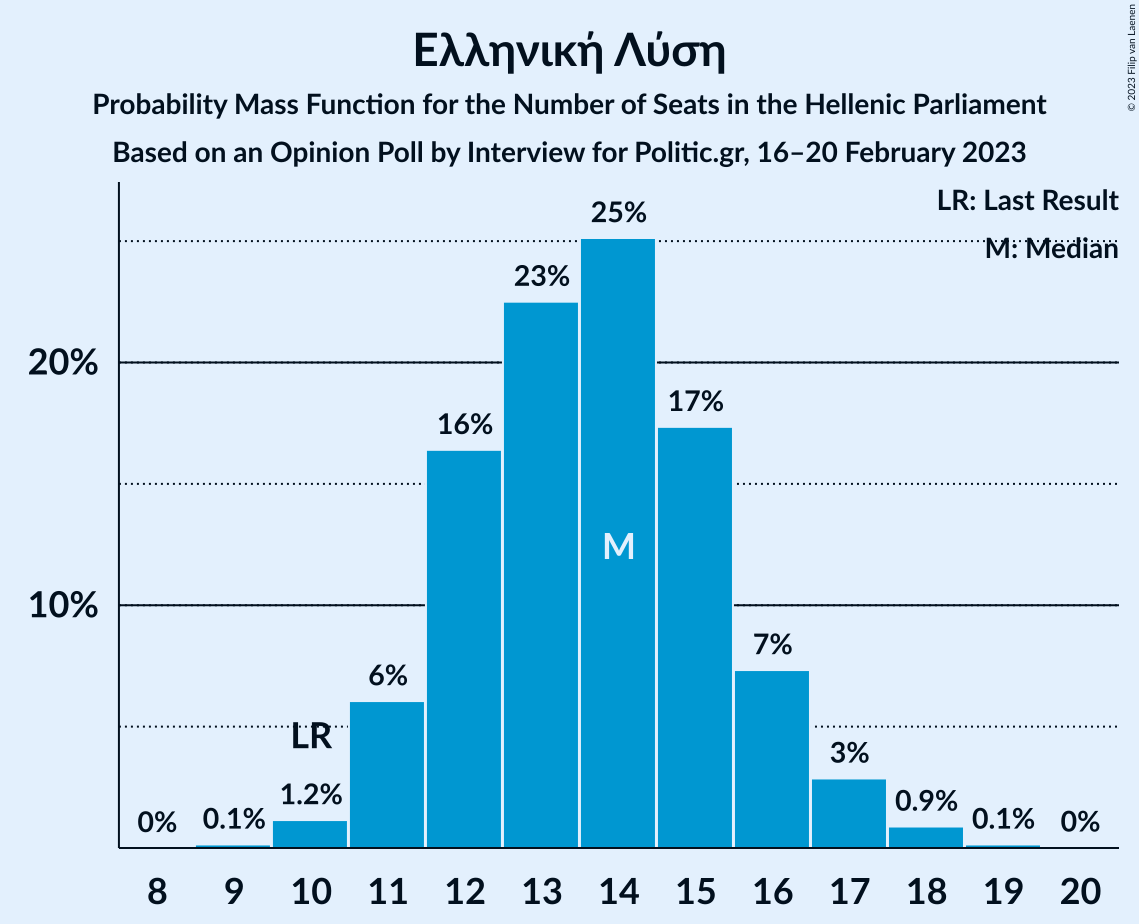 Ελληνική Λύση
Probability Mass Function for the Number of Seats in the Hellenic Parliament
Based on an Opinion Poll by Interview for Politic.gr, 16–20 February 2023
© 2023 Filip van Laenen
LR: Last Result
M: Median
25%
23%
20%
17%
16%
M
10%
7%
6%
LR
3%
1.2%
0.9%
0%
0.1%
0.1%
0%
8 9 10 11 12 13 14 15 16 17 18 19 20